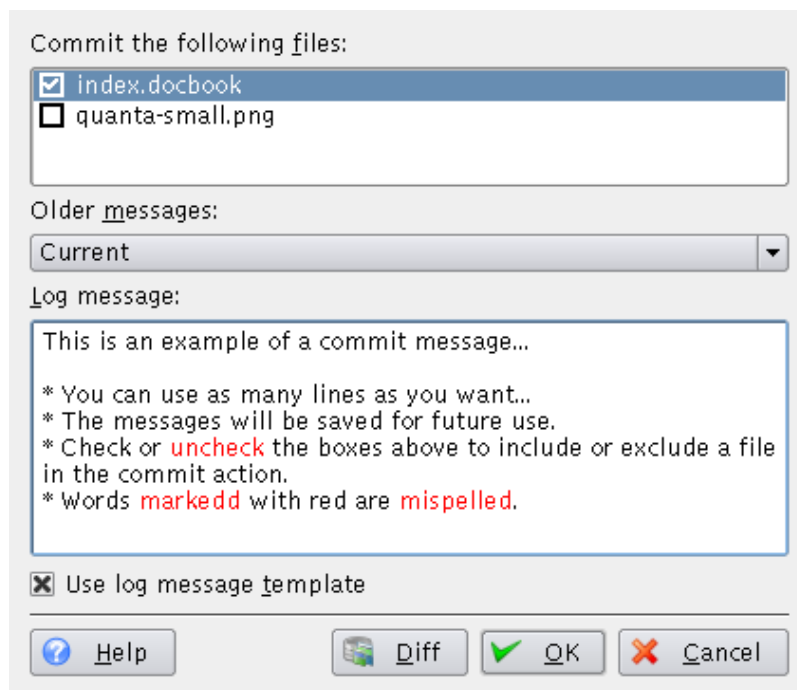 Commit the following files:
index.docbook
quanta-small.png
Older messages:
Current
Log message:
This is an example of a commit message...
* You can use as many lines as you want...
* The messages will be saved for future use.
* Check or uncheck the boxes above to include or exclude a file
in the commit action.
* Words markedd with red are mispelled.
Use log message template
Help Diff OK Cancel